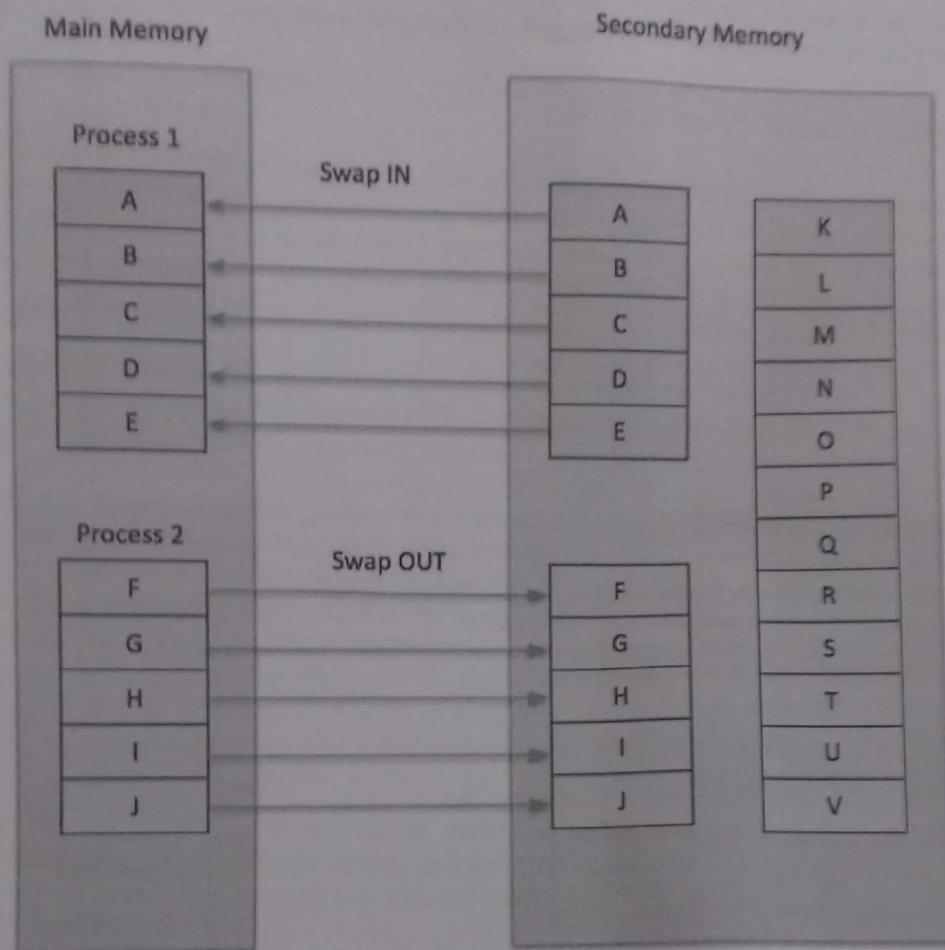 Main Memory
Secondary Memory
Process 1
Swap IN
A
B
C
D
E
A
B
C
D
E
Process 2
Swap OUT
F
G
H
I
J
F
G
H
I
J
K
L
M
N
O
P
Q
R
S
T
U
V